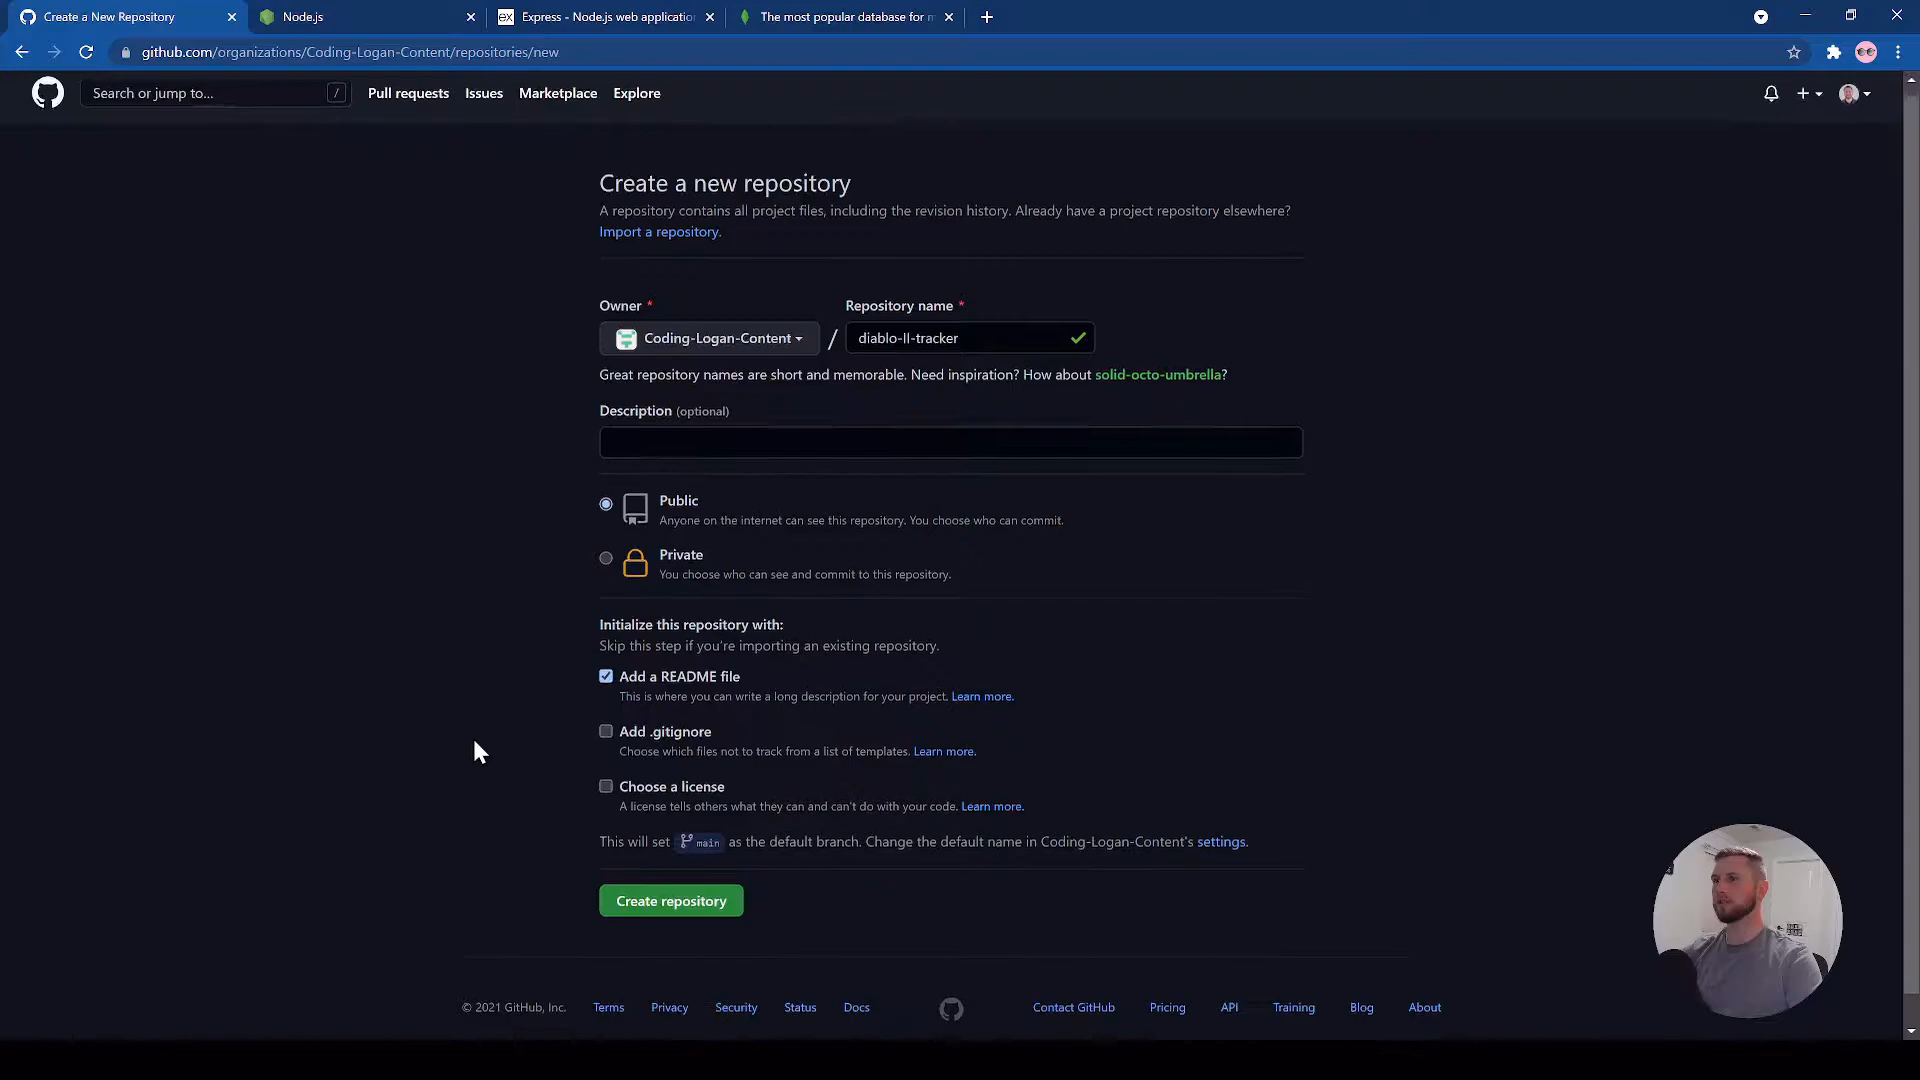 Create a New Repository
Node.js
ex Express - Node.js web application
The most popular database for m
github.com/organizations/Coding-Logan-Content/repositories/new
Search or jump to... /
Pull requests Issues Marketplace Explore
Create a new repository
A repository contains all project files, including the revision history. Already have a project repository elsewhere?
Import a repository.
Owner * Repository name *
Coding-Logan-Content / diablo-II-tracker
Great repository names are short and memorable. Need inspiration? How about solid-octo-umbrella?
Description (optional)
Public
Anyone on the internet can see this repository. You choose who can commit.
Private
You choose who can see and commit to this repository.
Initialize this repository with:
Skip this step if you're importing an existing repository.
Add a README file
This is where you can write a long description for your project. Learn more.
Add .gitignore
Choose which files not to track from a list of templates. Learn more.
Choose a license
A license tells others what they can and can't do with your code. Learn more.
This will set main as the default branch. Change the default name in Coding-Logan-Content's settings.
Create repository
© 2021 GitHub, Inc. Terms Privacy Security Status Docs Contact GitHub Pricing API Training Blog About